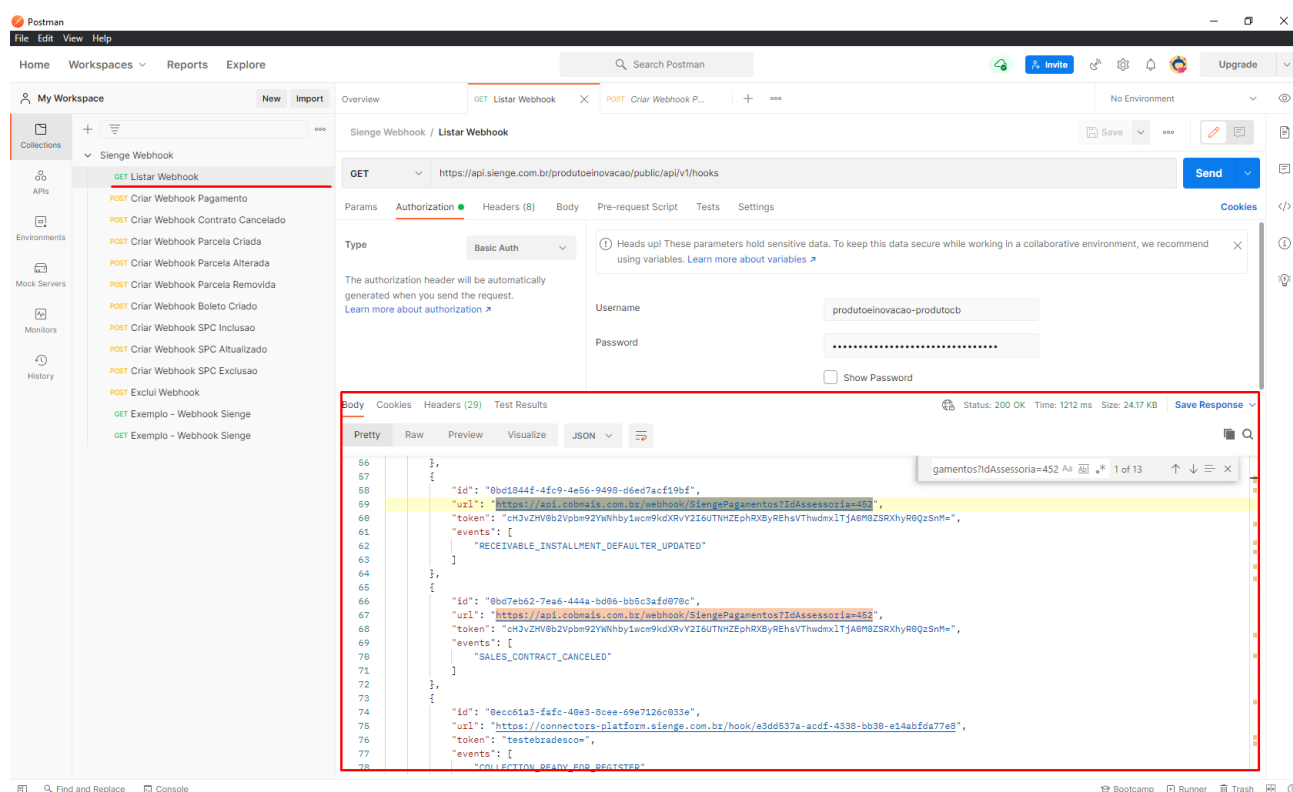 Postman
File Edit View Help
Home Workspaces Reports Explore Search Postman Invite Upgrade
My Workspace New Import Overview GET Listar Webhook POST Criar Webhook P... No Environment
Collections
APIs
Environments
Mock Servers
Monitors
History
Sienge Webhook
GET Listar Webhook
POST Criar Webhook Pagamento
POST Criar Webhook Contrato Cancelado
POST Criar Webhook Parcela Criada
POST Criar Webhook Parcela Alterada
POST Criar Webhook Parcela Removida
POST Criar Webhook Boleto Criado
POST Criar Webhook SPC Inclusao
POST Criar Webhook SPC Altualizado
POST Criar Webhook SPC Exclusao
POST Exclui Webhook
GET Exemplo - Webhook Sienge
GET Exemplo - Webhook Sienge
Sienge Webhook / Listar Webhook Save
GET https://api.sienge.com.br/produtoeinovacao/public/api/v1/hooks Send
Params Authorization Headers (8) Body Pre-request Script Tests Settings Cookies
Type Basic Auth
The authorization header will be automatically
generated when you send the request.
Learn more about authorization
Heads up! These parameters hold sensitive data. To keep this data secure while working in a collaborative environment, we recommend
using variables. Learn more about variables
Username produtoeinovacao-produtocb
Password
Show Password
Body Cookies Headers (29) Test Results Status: 200 OK Time: 1212 ms Size: 24.17 KB Save Response
Pretty Raw Preview Visualize JSON
gamentos?IdAssessoria=452 Aa Abl .* 1 of 13
56 },
57 {
58 "id": "0bd1844f-4fc9-4e56-9498-d6ed7acf19bf",
59 "url": "https://api.cobmais.com.br/webhook/SiengePagamentos?IdAssessoria=452",
60 "token": "cHJvZHV0b2Vpbm92YWNhby1wcm9kdXRvY2I6UTNHZEphRXByREhsVThwdmxlTjA0M0ZSRXhyR0QzSnM=",
61 "events": [
62 "RECEIVABLE_INSTALLMENT_DEFAULTER_UPDATED"
63 ]
64 },
65 {
66 "id": "0bd7eb62-7ea6-444a-bd06-bb5c3afd070c",
67 "url": "https://api.cobmais.com.br/webhook/SiengePagamentos?IdAssessoria=452",
68 "token": "cHJvZHV0b2Vpbm92YWNhby1wcm9kdXRvY2I6UTNHZEphRXByREhsVThwdmxlTjA0M0ZSRXhyR0QzSnM=",
69 "events": [
70 "SALES_CONTRACT_CANCELED"
71 ]
72 },
73 {
74 "id": "0ecc61a3-fafc-40e3-8cee-69e7126c033e",
75 "url": "https://connectors-platform.sienge.com.br/hook/e3dd537a-acdf-4338-bb30-e14abfda77e8",
76 "token": "testebradesco=",
77 "events": [
78 "COLLECTION_READY_FOR_REGISTER"
Find and Replace Console Bootcamp Runner Trash